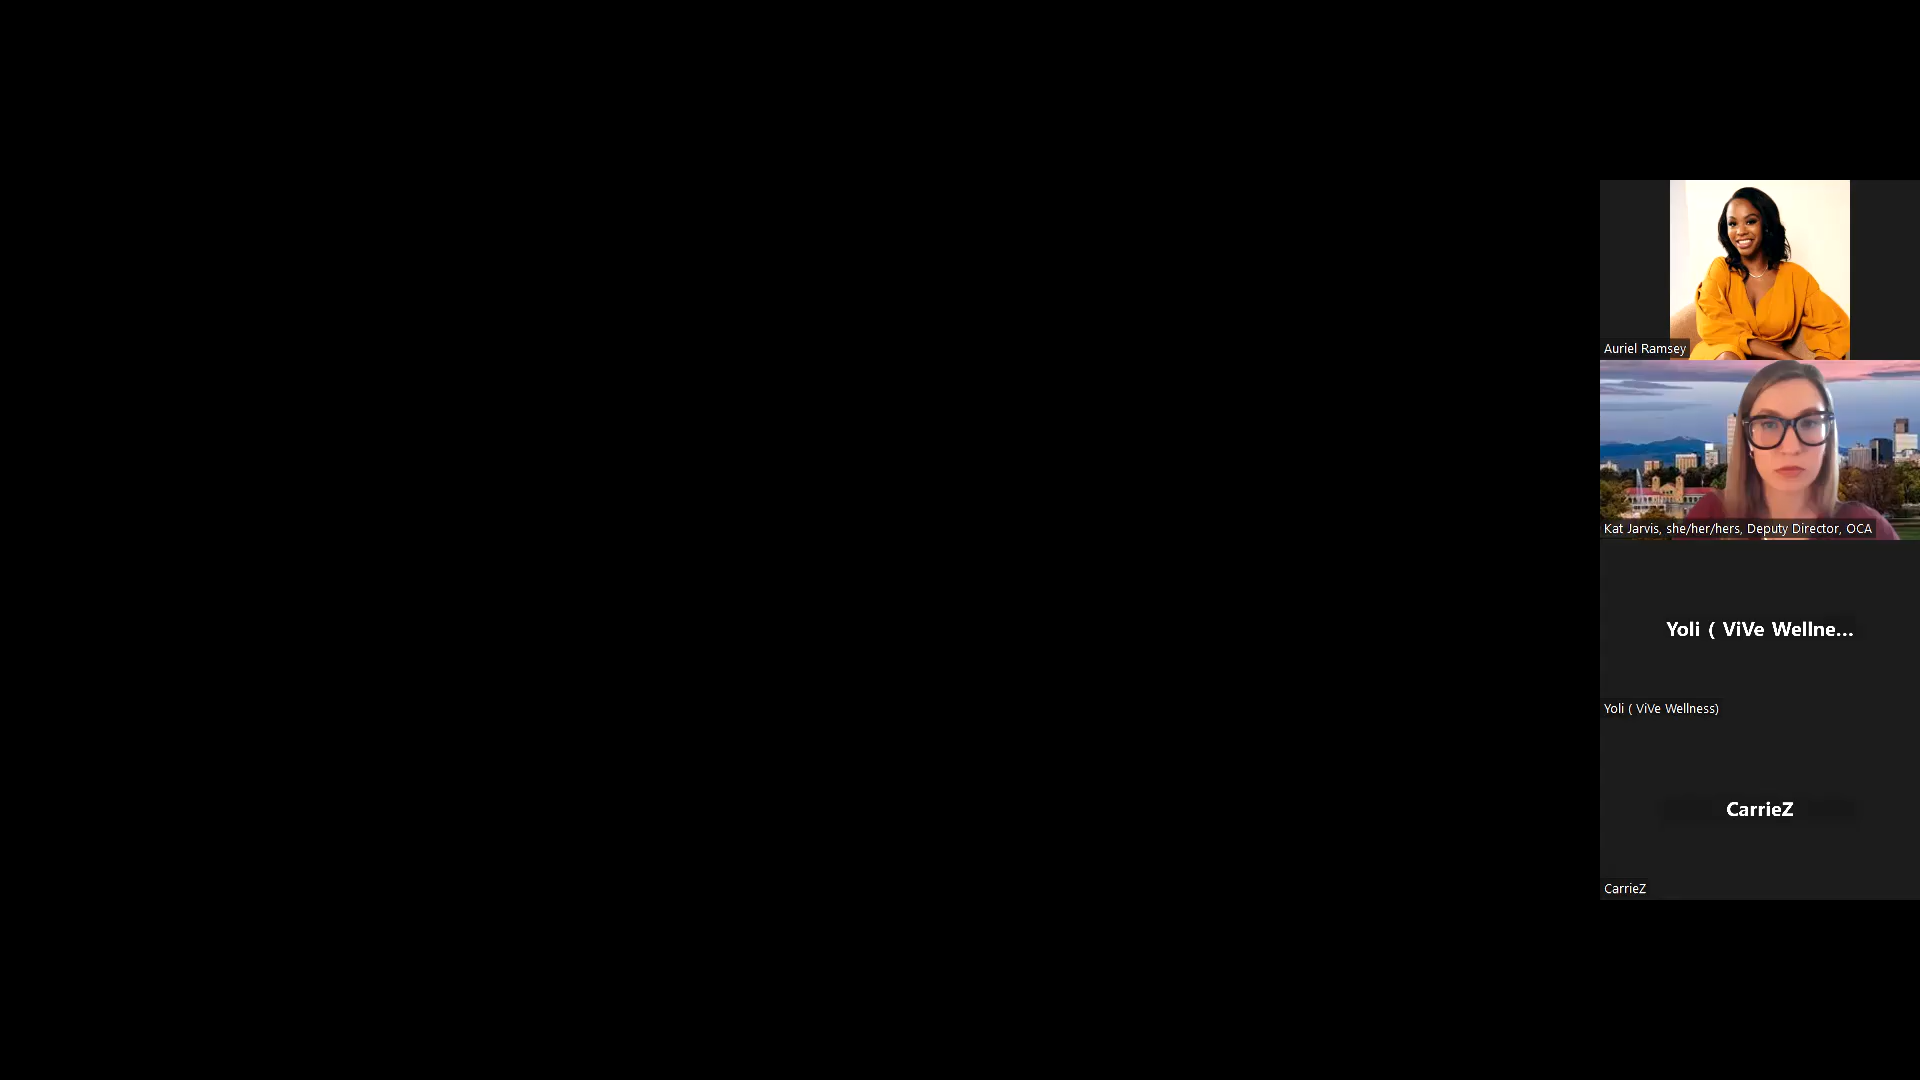 Auriel Ramsey
Kat Jarvis, she/her/hers, Deputy Director, OCA
Yoli ( ViVe Wellne...
Yoli ( ViVe Wellness)
CarrieZ
CarrieZ